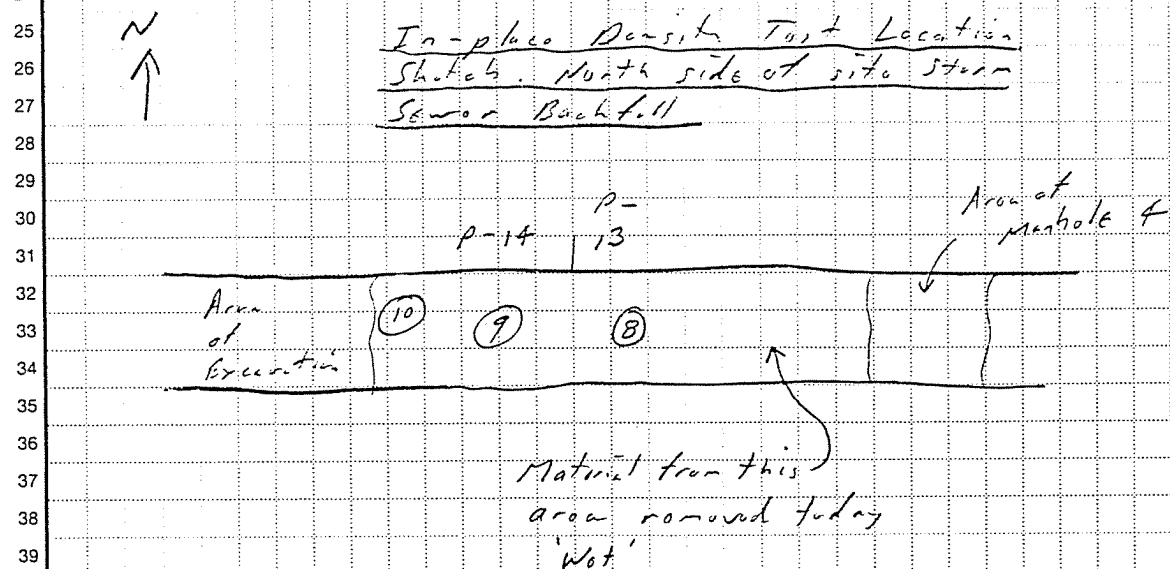 25
N
In-place Density Test Location
26
Sketch. North side of site Storm
27
Sewer Backfill
28
29
30
P-
Area of
Manhole 4
P-14
13
31
32
Area
of
Excavation
10
9
8
33
34
35
36
Material from this
37
area removed today
38
'Wet'
39